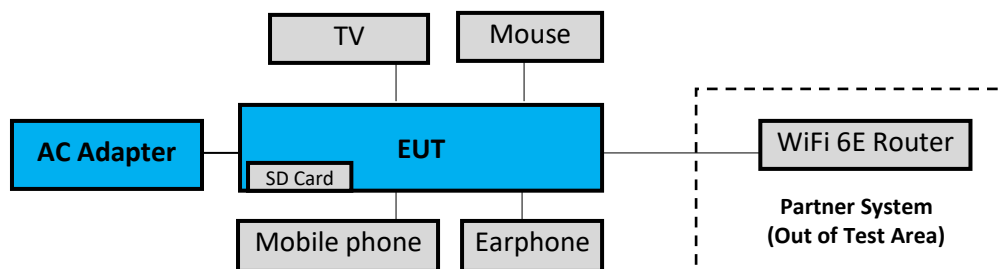 TV
Mouse
AC Adapter
EUT
SD Card
WiFi 6E Router
Mobile phone
Earphone
Partner System
(Out of Test Area)